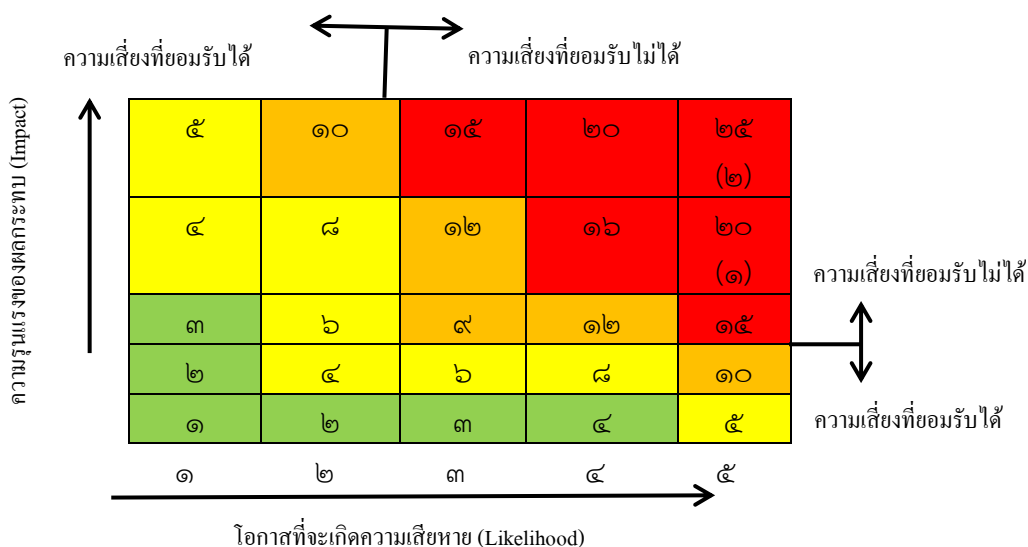 ความเสี่ยงที่ยอมรับได้
ความเสี่ยงที่ยอมรับไม่ได้
ความรุนแรงของผลกระทบ (Impact)
๕ ๑๐ ๑๕ ๒๐ ๒๕
(๒)
๔ ๘ ๑๒ ๑๖ ๒๐
(๑)
ความเสี่ยงที่ยอมรับไม่ได้
๓ ๖ ๙ ๑๒ ๑๕
๒ ๔ ๖ ๘ ๑๐
๑ ๒ ๓ ๔ ๕
ความเสี่ยงที่ยอมรับได้
๑ ๒ ๓ ๔ ๕
โอกาสที่จะเกิดความเสียหาย (Likelihood)